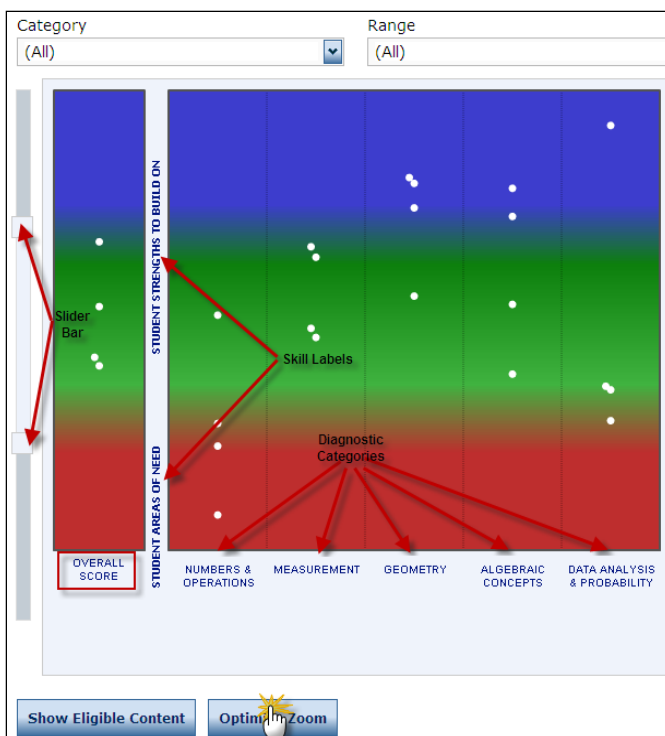 Category
Range
(All)
(All)
STUDENT STRENGTHS TO BUILD ON
STUDENT AREAS OF NEED
Slider
Bar
Skill Labels
Diagnostic
Categories
OVERALL
SCORE
NUMBERS &
OPERATIONS
MEASUREMENT
GEOMETRY
ALGEBRAIC
CONCEPTS
DATA ANALYSIS
& PROBABILITY
Show Eligible Content
Zoom